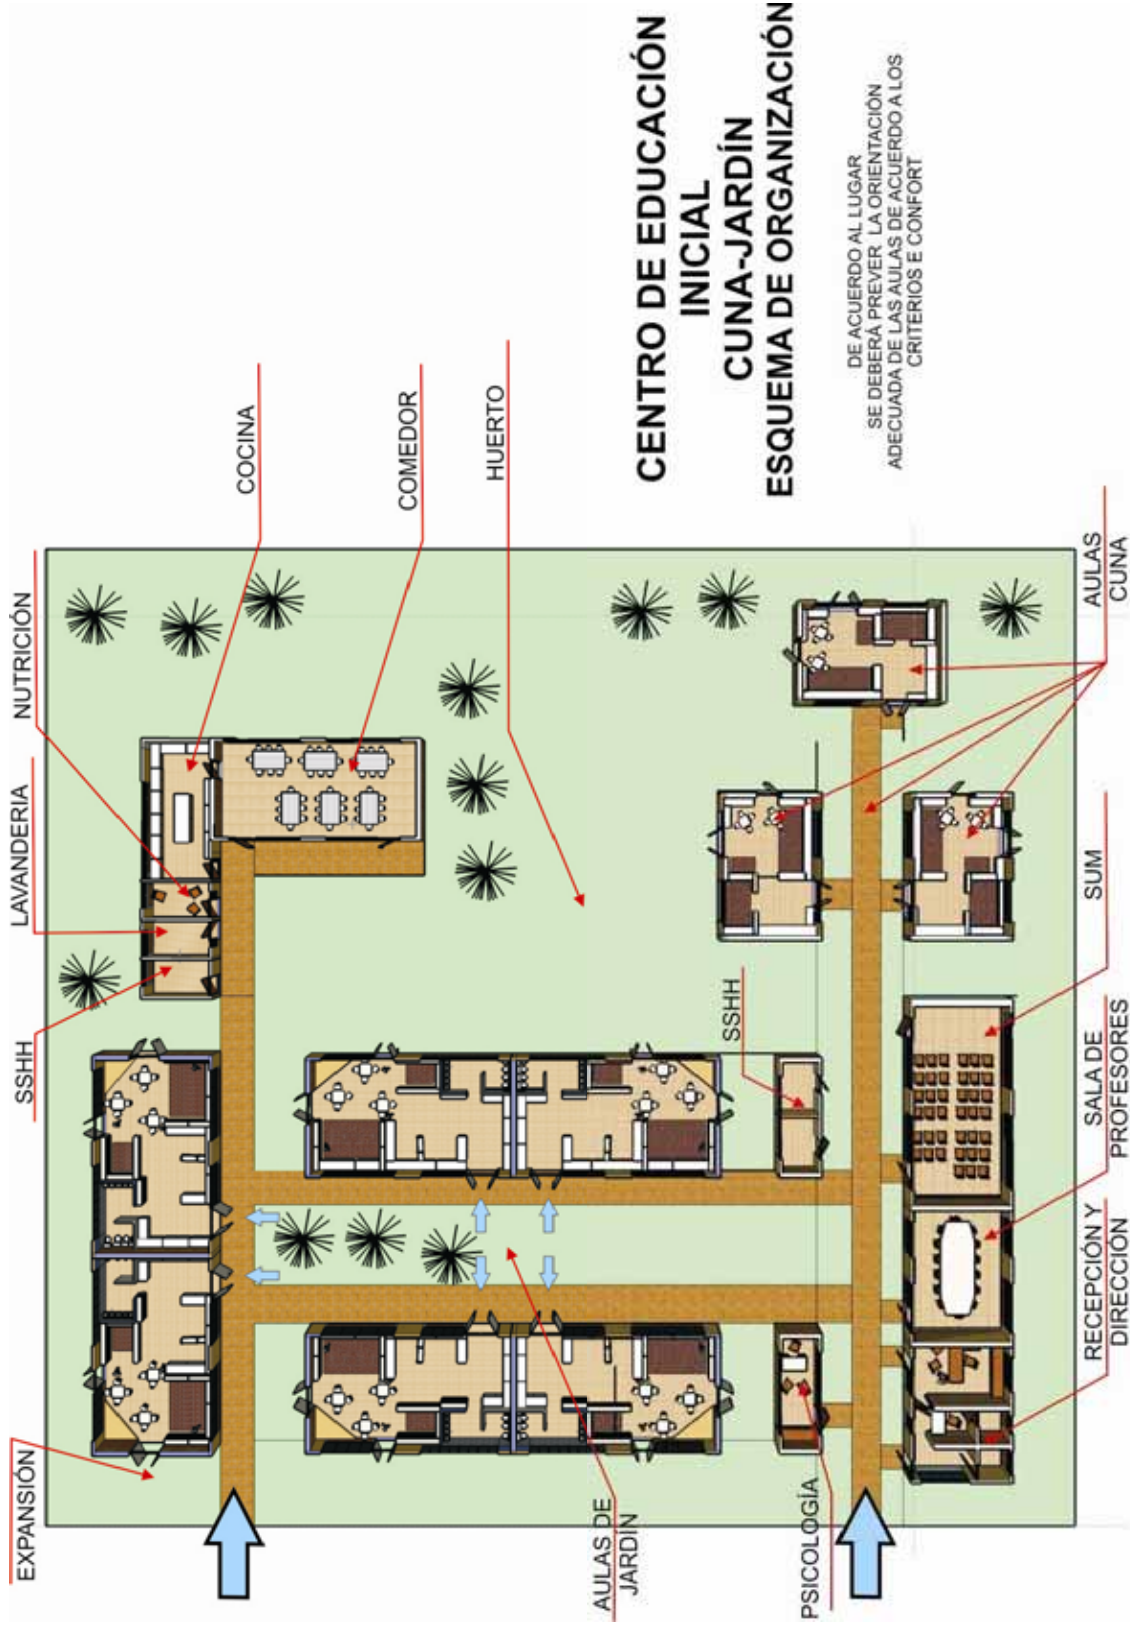 CENTRO DE EDUCACIÓN
INICIAL
CUNA-JARDÍN
ESQUEMA DE ORGANIZACIÓN
DE ACUERDO AL LUGAR
SE DEBERÁ PREVER LA ORIENTACIÓN
ADECUADA DE LAS AULAS DE ACUERDO A LOS
CRITERIOS E CONFORT
EXPANSIÓN
SSHH
LAVANDERIA
NUTRICIÓN
COCINA
COMEDOR
HUERTO
AULAS DE
JARDÍN
SSHH
PSICOLOGÍA
RECEPCIÓN Y
DIRECCIÓN
SALA DE
PROFESORES
SUM
AULAS
CUNA